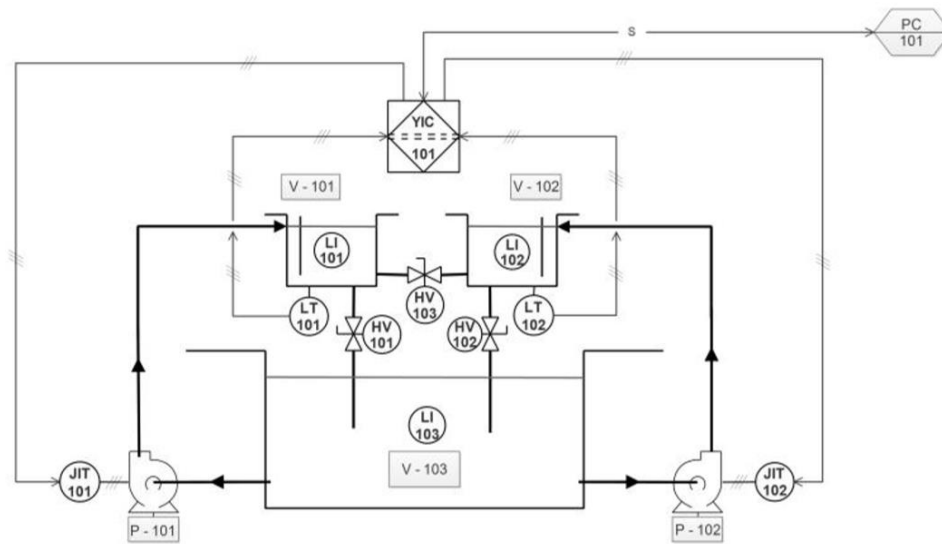 PC
101
S
YIC
101
V - 101
V - 102
LI
101
LI
102
HV
103
LT
101
LT
102
HV
101
HV
102
LI
103
V - 103
JIT
101
JIT
102
P - 101
P - 102